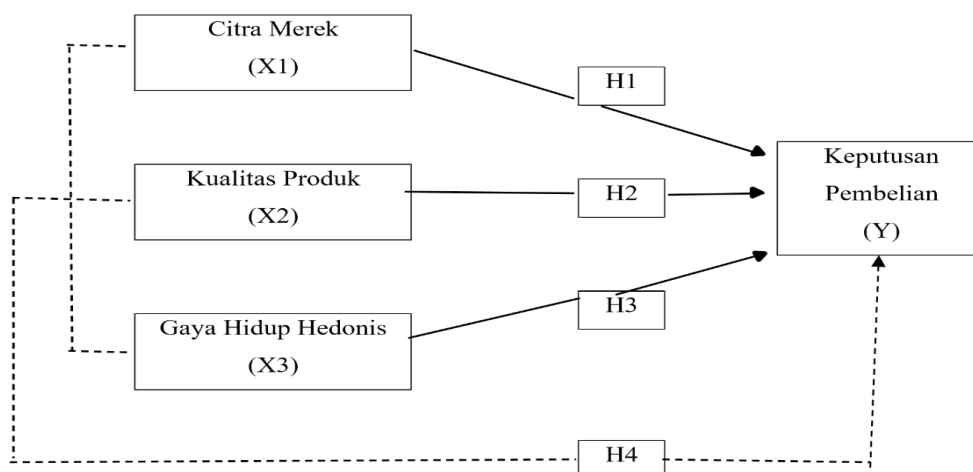 Citra Merek
(X1)
H1
Kualitas Produk
(X2)
H2
Keputusan
Pembelian
(Y)
Gaya Hidup Hedonis
(X3)
H3
H4